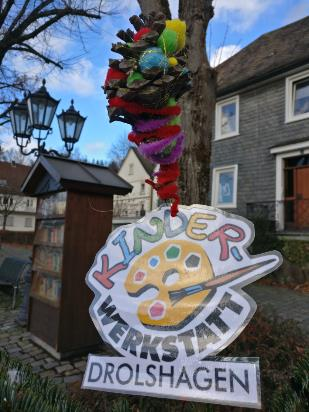 KINDER-
WERKSTATT
DROLSHAGEN